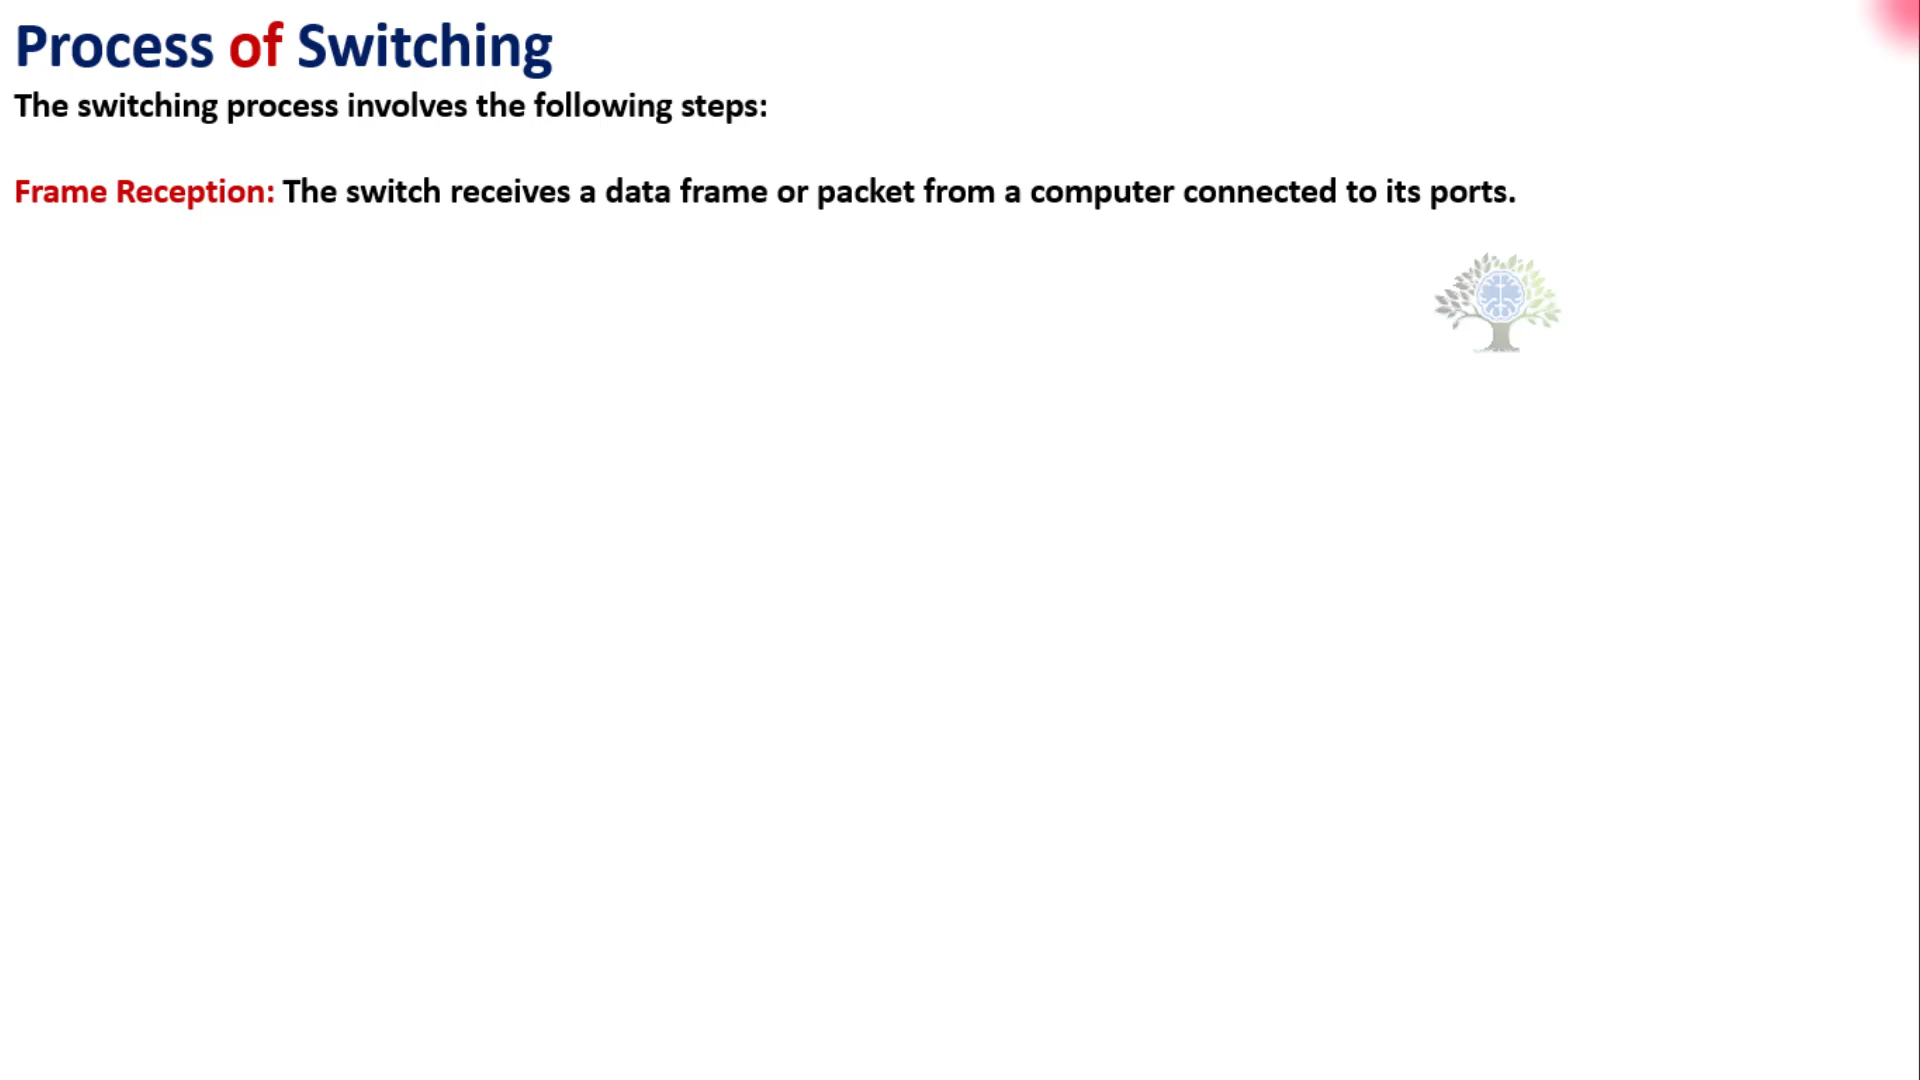 Process of Switching
The switching process involves the following steps:
Frame Reception: The switch receives a data frame or packet from a computer connected to its ports.